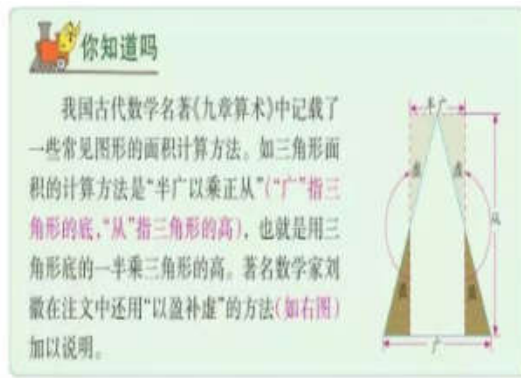 你知道吗
我国古代数学名著《九章算术》中记载了
一些常见图形的面积计算方法。如三角形面
积的计算方法是“半广以乘正从”(“广”指三
角形的底,“从”指三角形的高)，也就是用三
角形底的一半乘三角形的高。著名数学家刘
徽在注文中还用“以盈补虚”的方法(如右图)
加以说明。
半广
虚 虚
从
盈 盈
广